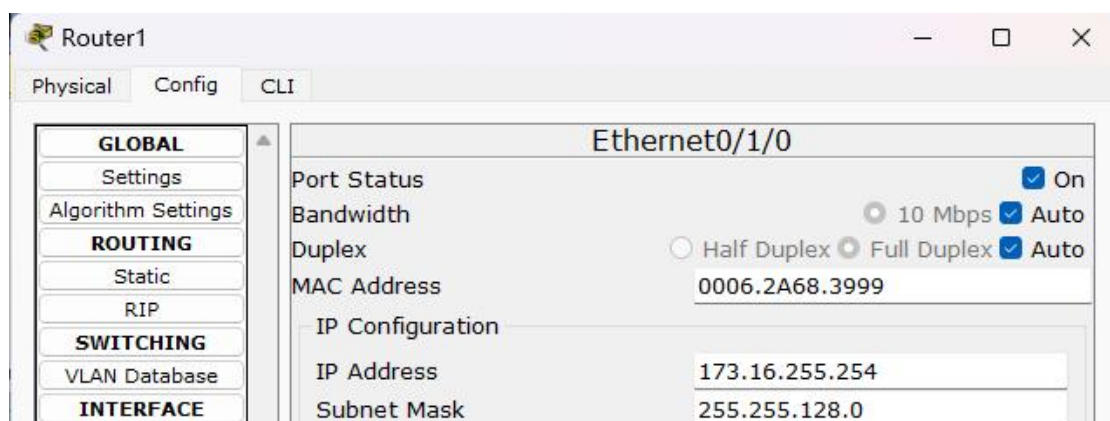 Router1
Physical Config CLI
GLOBAL
Settings
Algorithm Settings
ROUTING
Static
RIP
SWITCHING
VLAN Database
INTERFACE
Ethernet0/1/0
Port Status On
Bandwidth 10 Mbps Auto
Duplex Half Duplex Full Duplex Auto
MAC Address 0006.2A68.3999
IP Configuration
IP Address 173.16.255.254
Subnet Mask 255.255.128.0